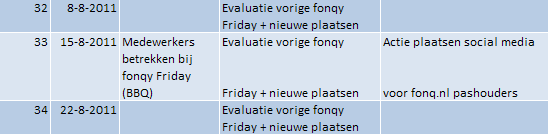 32 8-8-2011 Evaluatie vorige fonqy
Friday + nieuwe plaatsen
33 15-8-2011 Medewerkers Evaluatie vorige fonqy Actie plaatsen social media
betrekken bij
fonqy Friday
(BBQ) Friday + nieuwe plaatsen voor fonq.nl pashouders
34 22-8-2011 Evaluatie vorige fonqy
Friday + nieuwe plaatsen